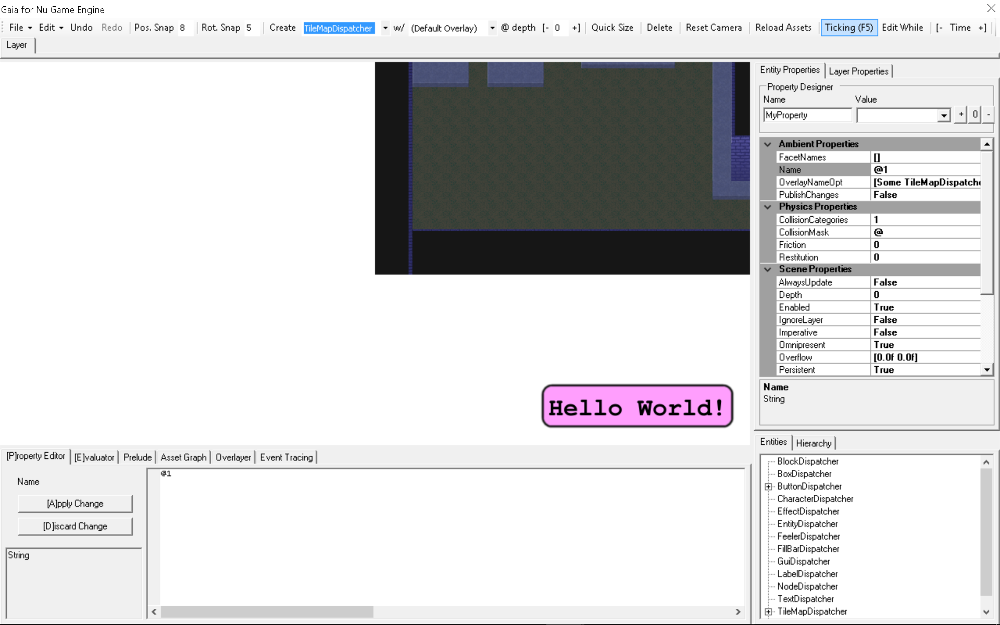 Gaia for Nu Game Engine
File Edit Undo Redo Pos. Snap 8 Rot. Snap 5 Create TileMapDispatcher w/ (Default Overlay) @ depth [- 0 +] Quick Size Delete Reset Camera Reload Assets Ticking (F5) Edit While [- Time +]
Layer
Entity Properties Layer Properties
Property Designer
Name Value
MyProperty + 0 -
Ambient Properties
FacetNames []
Name @1
OverlayNameOpt [Some TileMapDispatche
PublishChanges False
Physics Properties
CollisionCategories 1
CollisionMask @
Friction 0
Restitution 0
Scene Properties
AlwaysUpdate False
Depth 0
Enabled True
IgnoreLayer False
Imperative False
Omnipresent True
Overflow [0.0f 0.0f]
Persistent True
Name
String
Hello World!
[P]roperty Editor [E]valuator Prelude Asset Graph Overlayer Event Tracing
Name
[A]pply Change
[D]iscard Change
String
@1
Entities Hierarchy
BlockDispatcher
BoxDispatcher
ButtonDispatcher
CharacterDispatcher
EffectDispatcher
EntityDispatcher
FeelerDispatcher
FillBarDispatcher
GuiDispatcher
LabelDispatcher
NodeDispatcher
TextDispatcher
TileMapDispatcher